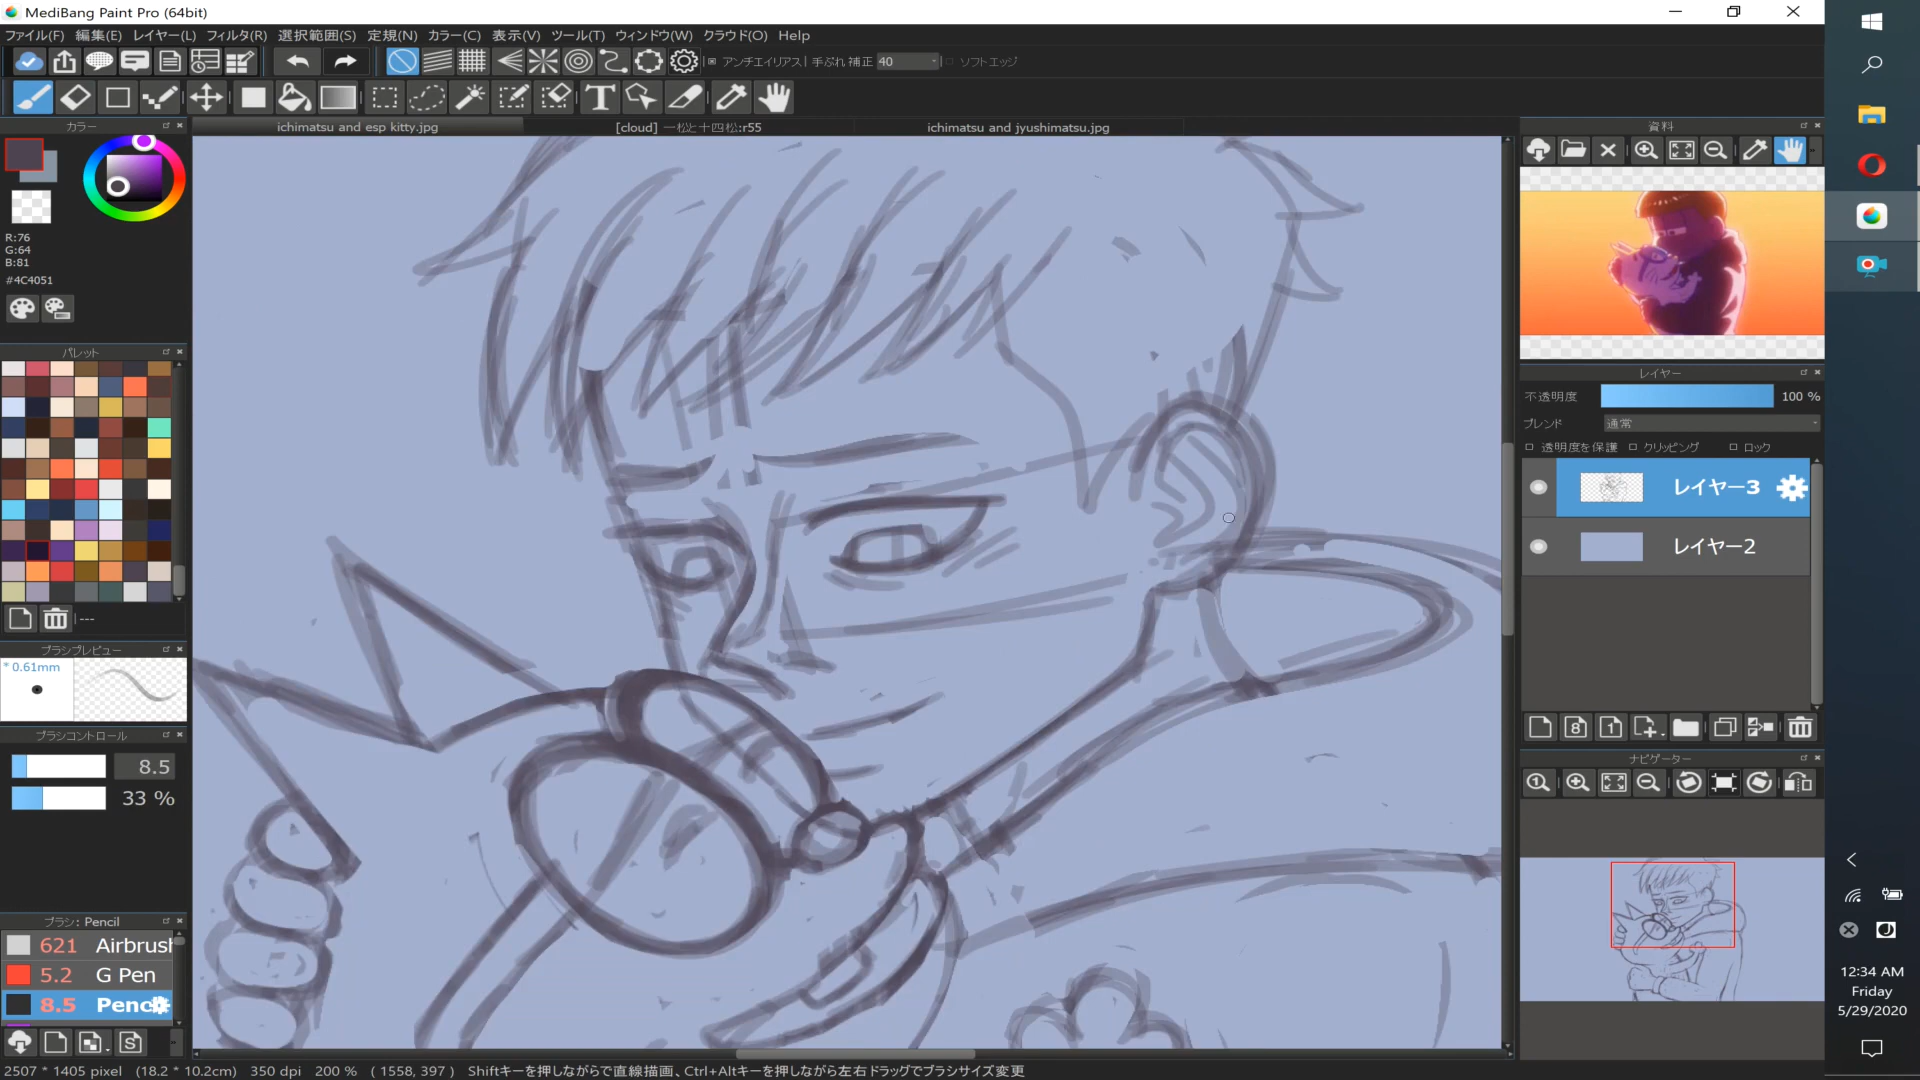 MediBang Paint Pro (64bit)
ファイル(F) 編集(E) レイヤー(L) フィルタ(R) 選択範囲(S) 定規(N) カラー(C) 表示(V) ツール(T) ウィンドウ(W) クラウド(O) Help
アンチエイリアス 手ぶれ補正 40 ソフトエッジ
カラー
ichimatsu and esp kitty.jpg
[cloud] 一松と十四松:r55
ichimatsu and jyushimatsu.jpg
資料
R:76
G:64
B:81
#4C4051
パレット
---
ブラシプレビュー
* 0.61mm
ブラシコントロール
8.5
33 %
ブラシ: Pencil
621 Airbrush
5.2 G Pen
8.5 Penc
レイヤー
不透明度 100 %
ブレンド 通常
透明度を保護 クリッピング ロック
レイヤー3
レイヤー2
ナビゲーター
12:34 AM
Friday
5/29/2020
2507 * 1405 pixel (18.2 * 10.2cm) 350 dpi 200 % ( 1558, 397 ) Shiftキーを押しながらで直線描画、Ctrl+Altキーを押しながら左右ドラッグでブラシサイズ変更